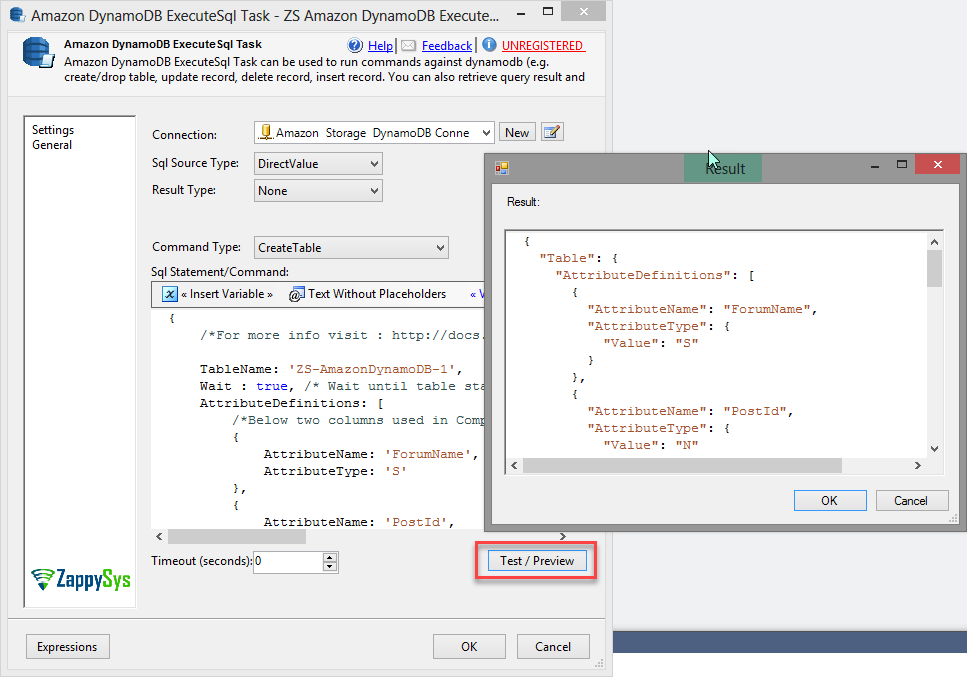 Amazon DynamoDB ExecuteSql Task - ZS Amazon DynamoDB Execute...
Amazon DynamoDB ExecuteSql Task
Help | Feedback | UNREGISTERED
Amazon DynamoDB ExecuteSql Task can be used to run commands against dynamodb (e.g.
create/drop table, update record, delete record, insert record. You can also retrieve query result and
Settings
General
Connection:
Amazon Storage DynamoDB Conne
New
Sql Source Type:
DirectValue
Result Type:
None
Command Type:
CreateTable
Sql Statement/Command:
« Insert Variable »
Text Without Placeholders
« V
{
/*For more info visit : http://docs.
TableName: 'ZS-AmazonDynamoDB-1',
Wait : true, /* Wait until table sta
AttributeDefinitions: [
/*Below two columns used in Comp
{
AttributeName: 'ForumName',
AttributeType: 'S'
},
{
AttributeName: 'PostId',
Timeout (seconds):
0
Test / Preview
ZappySys
Expressions
OK
Cancel
Result
Result:
{
"Table": {
"AttributeDefinitions": [
{
"AttributeName": "ForumName",
"AttributeType": {
"Value": "S"
}
},
{
"AttributeName": "PostId",
"AttributeType": {
"Value": "N"
OK
Cancel